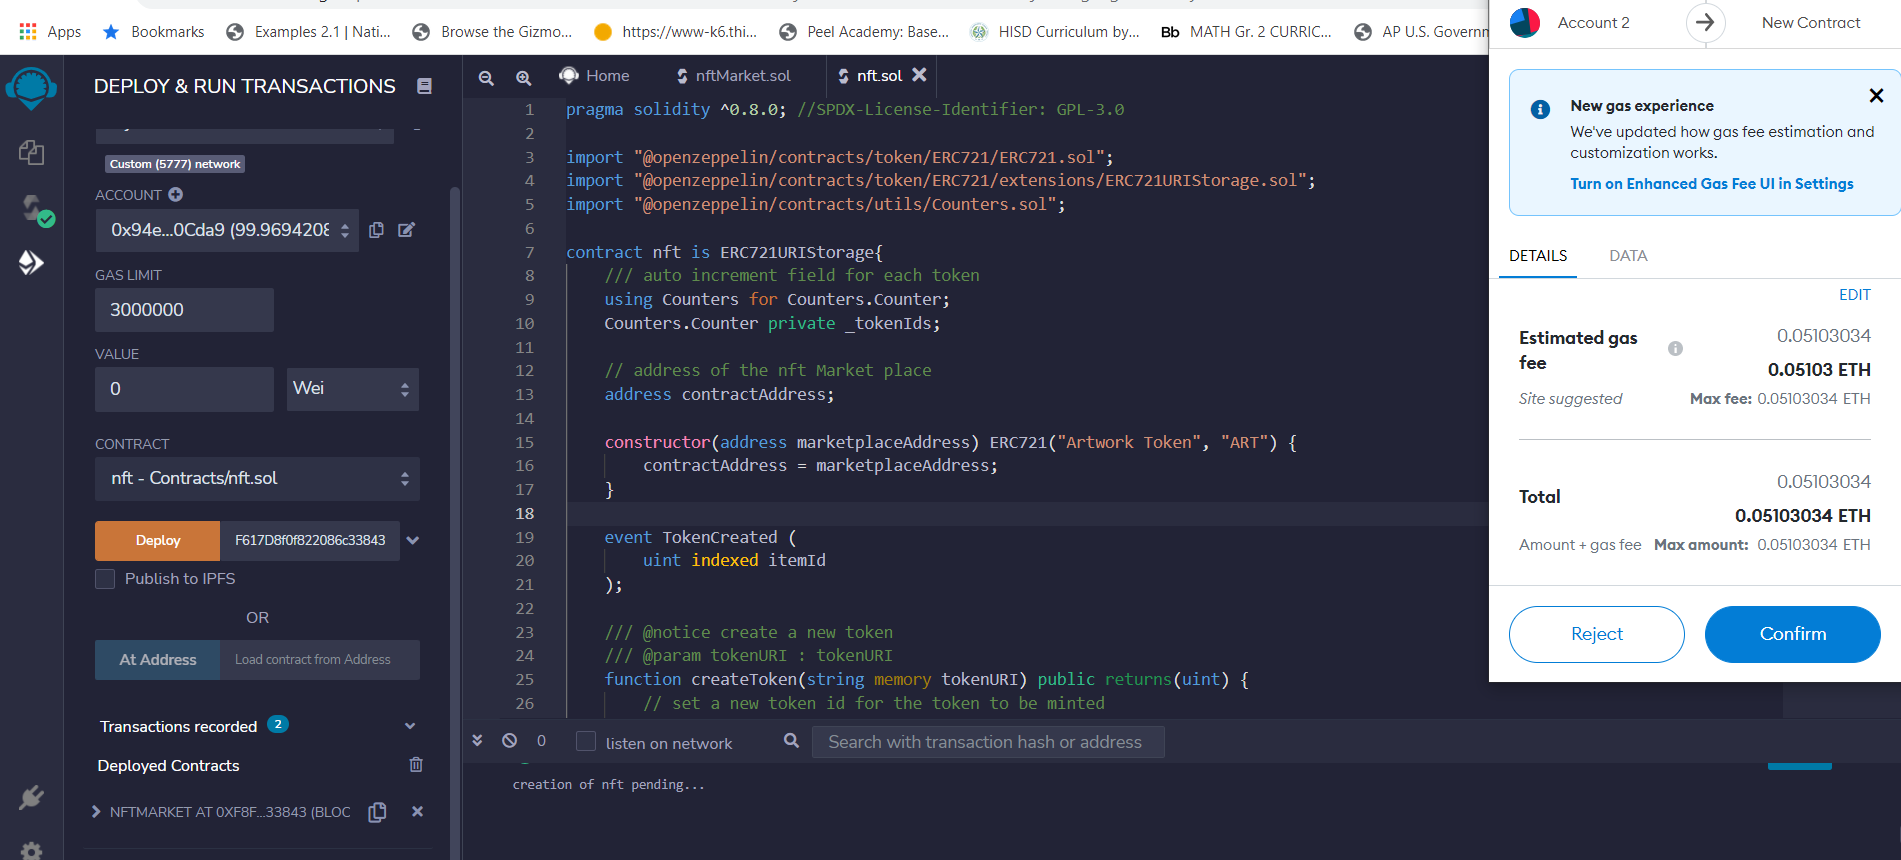 Apps
Bookmarks
Examples 2.1 | Nati...
Browse the Gizmo...
https://www-k6.thi...
Peel Academy: Base...
HISD Curriculum by...
Bb MATH Gr. 2 CURRIC...
AP U.S. Governm
DEPLOY & RUN TRANSACTIONS
Custom (5777) network
ACCOUNT
0x94e...0Cda9 (99.9694208
GAS LIMIT
3000000
VALUE
0
Wei
CONTRACT
nft - Contracts/nft.sol
Deploy
F617D8f0f822086c33843
Publish to IPFS
OR
At Address
Load contract from Address
Transactions recorded 2
Deployed Contracts
NFTMARKET AT 0XF8F...33843 (BLOC
Home
nftMarket.sol
nft.sol
1 pragma solidity ^0.8.0; //SPDX-License-Identifier: GPL-3.0
2
3 import "@openzeppelin/contracts/token/ERC721/ERC721.sol";
4 import "@openzeppelin/contracts/token/ERC721/extensions/ERC721URIStorage.sol";
5 import "@openzeppelin/contracts/utils/Counters.sol";
6
7 contract nft is ERC721URIStorage{
8 /// auto increment field for each token
9 using Counters for Counters.Counter;
10 Counters.Counter private _tokenIds;
11
12 // address of the nft Market place
13 address contractAddress;
14
15 constructor(address marketplaceAddress) ERC721("Artwork Token", "ART") {
16 contractAddress = marketplaceAddress;
17 }
18
19 event TokenCreated (
20 uint indexed itemId
21 );
22
23 /// @notice create a new token
24 /// @param tokenURI : tokenURI
25 function createToken(string memory tokenURI) public returns(uint) {
26 // set a new token id for the token to be minted
0
listen on network
Search with transaction hash or address
creation of nft pending...
Account 2
New Contract
New gas experience
We've updated how gas fee estimation and
customization works.
Turn on Enhanced Gas Fee UI in Settings
DETAILS
DATA
EDIT
Estimated gas
fee
0.05103034
0.05103 ETH
Site suggested
Max fee: 0.05103034 ETH
0.05103034
Total
0.05103034 ETH
Amount + gas fee
Max amount: 0.05103034 ETH
Reject
Confirm